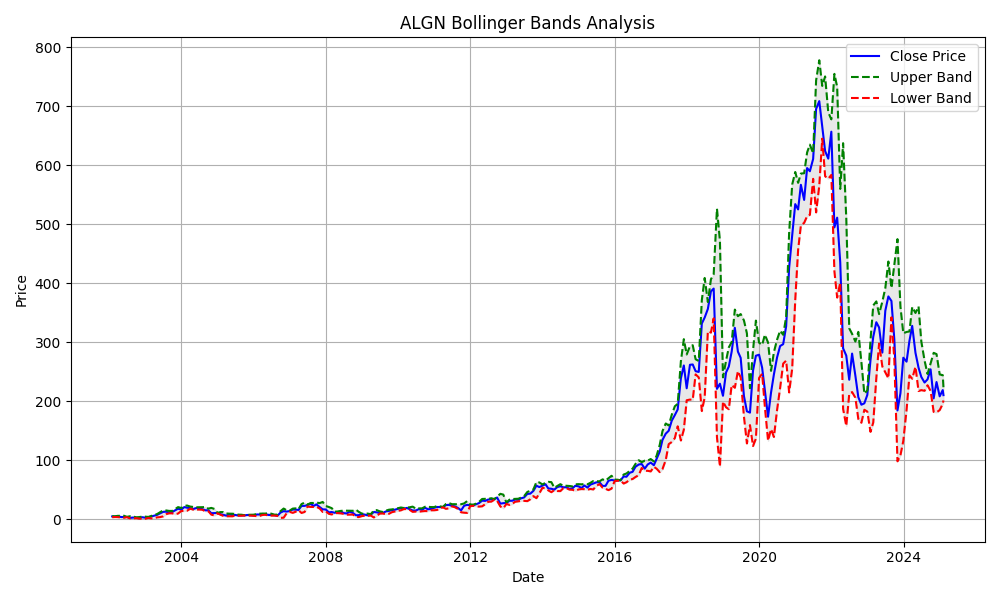 ALGN Bollinger Bands Analysis
Close Price
Upper Band
Lower Band
Price
800
700
600
500
400
300
200
100
0
2004 2008 2012 2016 2020 2024
Date